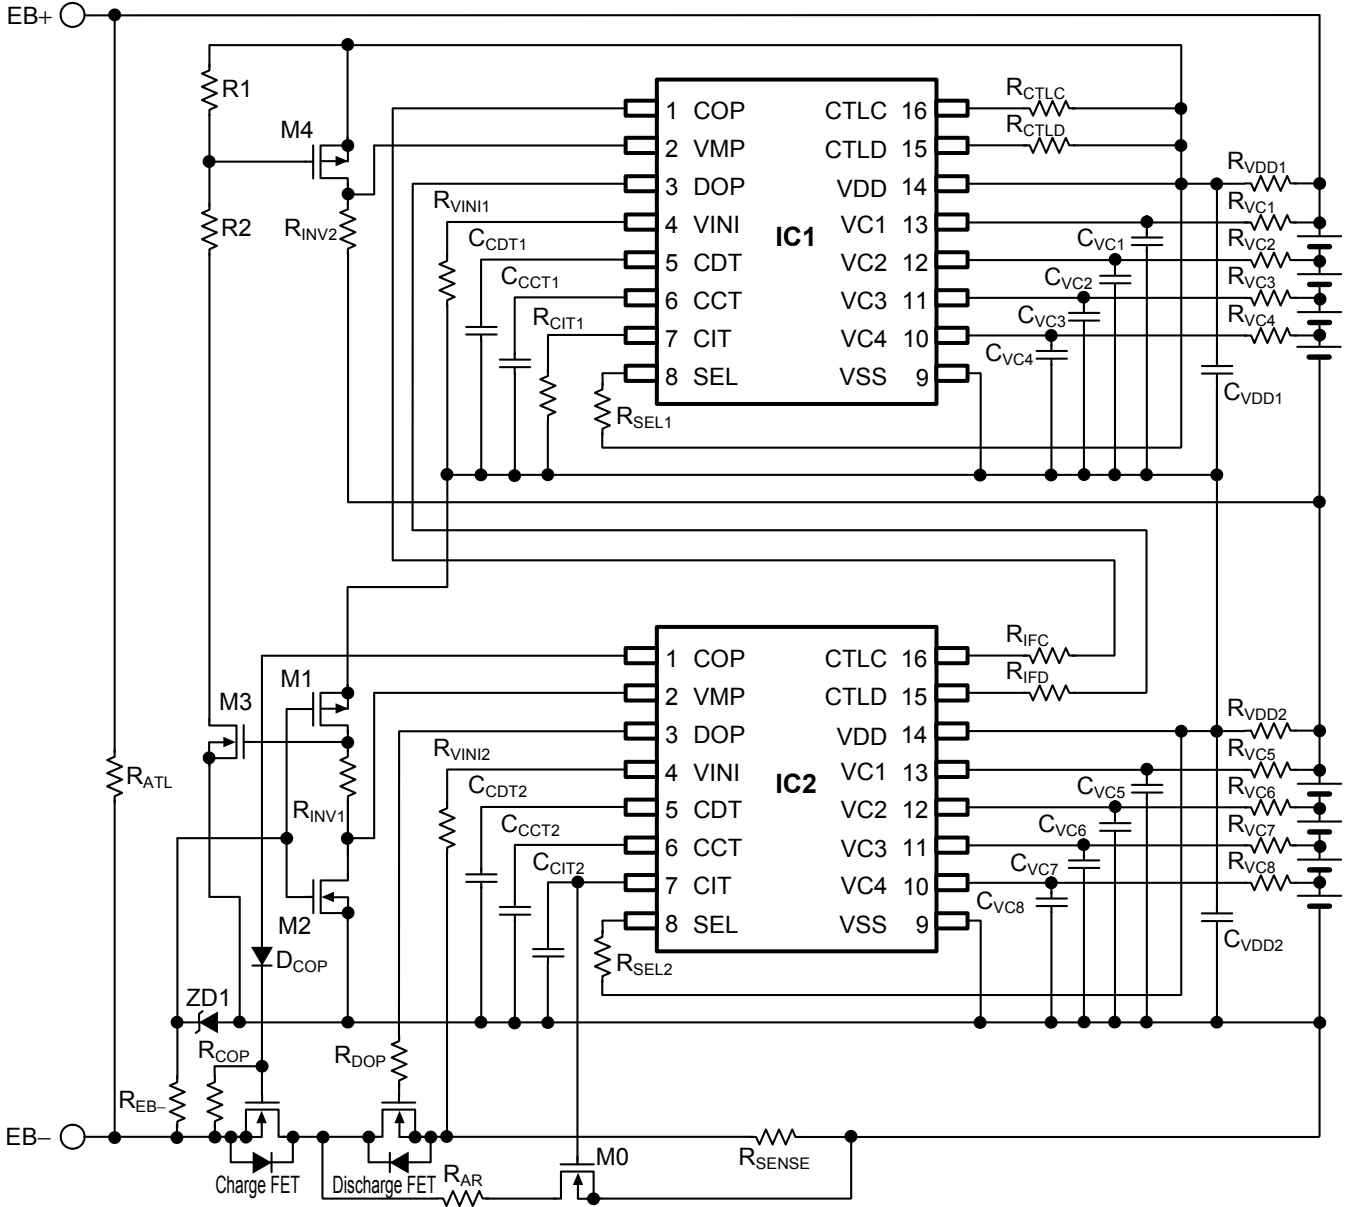 EB+
R1
M4
R2
RINV2
RVINI1
CCDT1
CCCT1
RCIT1
RSEL1
1 COP
2 VMP
3 DOP
4 VINI
5 CDT
6 CCT
7 CIT
8 SEL
IC1
CTLC 16
CTLD 15
VDD 14
VC1 13
VC2 12
VC3 11
VC4 10
VSS 9
RCTLC
RCTLD
RVDD1
RVC1
RVC2
RVC3
RVC4
CVC1
CVC2
CVC3
CVC4
CVDD1
M1
M3
RATL
RINV1
M2
DCOP
ZD1
RVINI2
CCDT2
CCCT2
CCIT2
RSEL2
1 COP
2 VMP
3 DOP
4 VINI
5 CDT
6 CCT
7 CIT
8 SEL
IC2
CTLC 16
CTLD 15
VDD 14
VC1 13
VC2 12
VC3 11
VC4 10
VSS 9
RIFC
RIFD
RVDD2
RVC5
RVC6
RVC7
RVC8
CVC5
CVC6
CVC7
CVC8
CVDD2
RCOP
RDOP
REB−
EB−
Charge FET
Discharge FET
RAR
M0
RSENSE